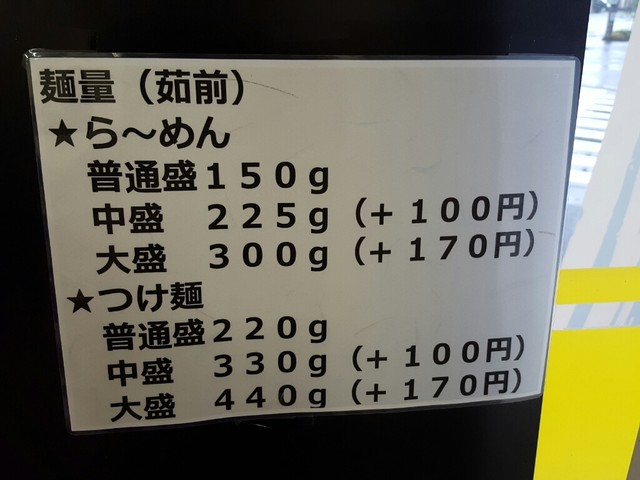 麺量（茹前）
★ら～めん
普通盛１５０ｇ
中盛　２２５ｇ（＋１００円）
大盛　３００ｇ（＋１７０円）
★つけ麺
普通盛２２０ｇ
中盛　３３０ｇ（＋１００円）
大盛　４４０ｇ（＋１７０円）